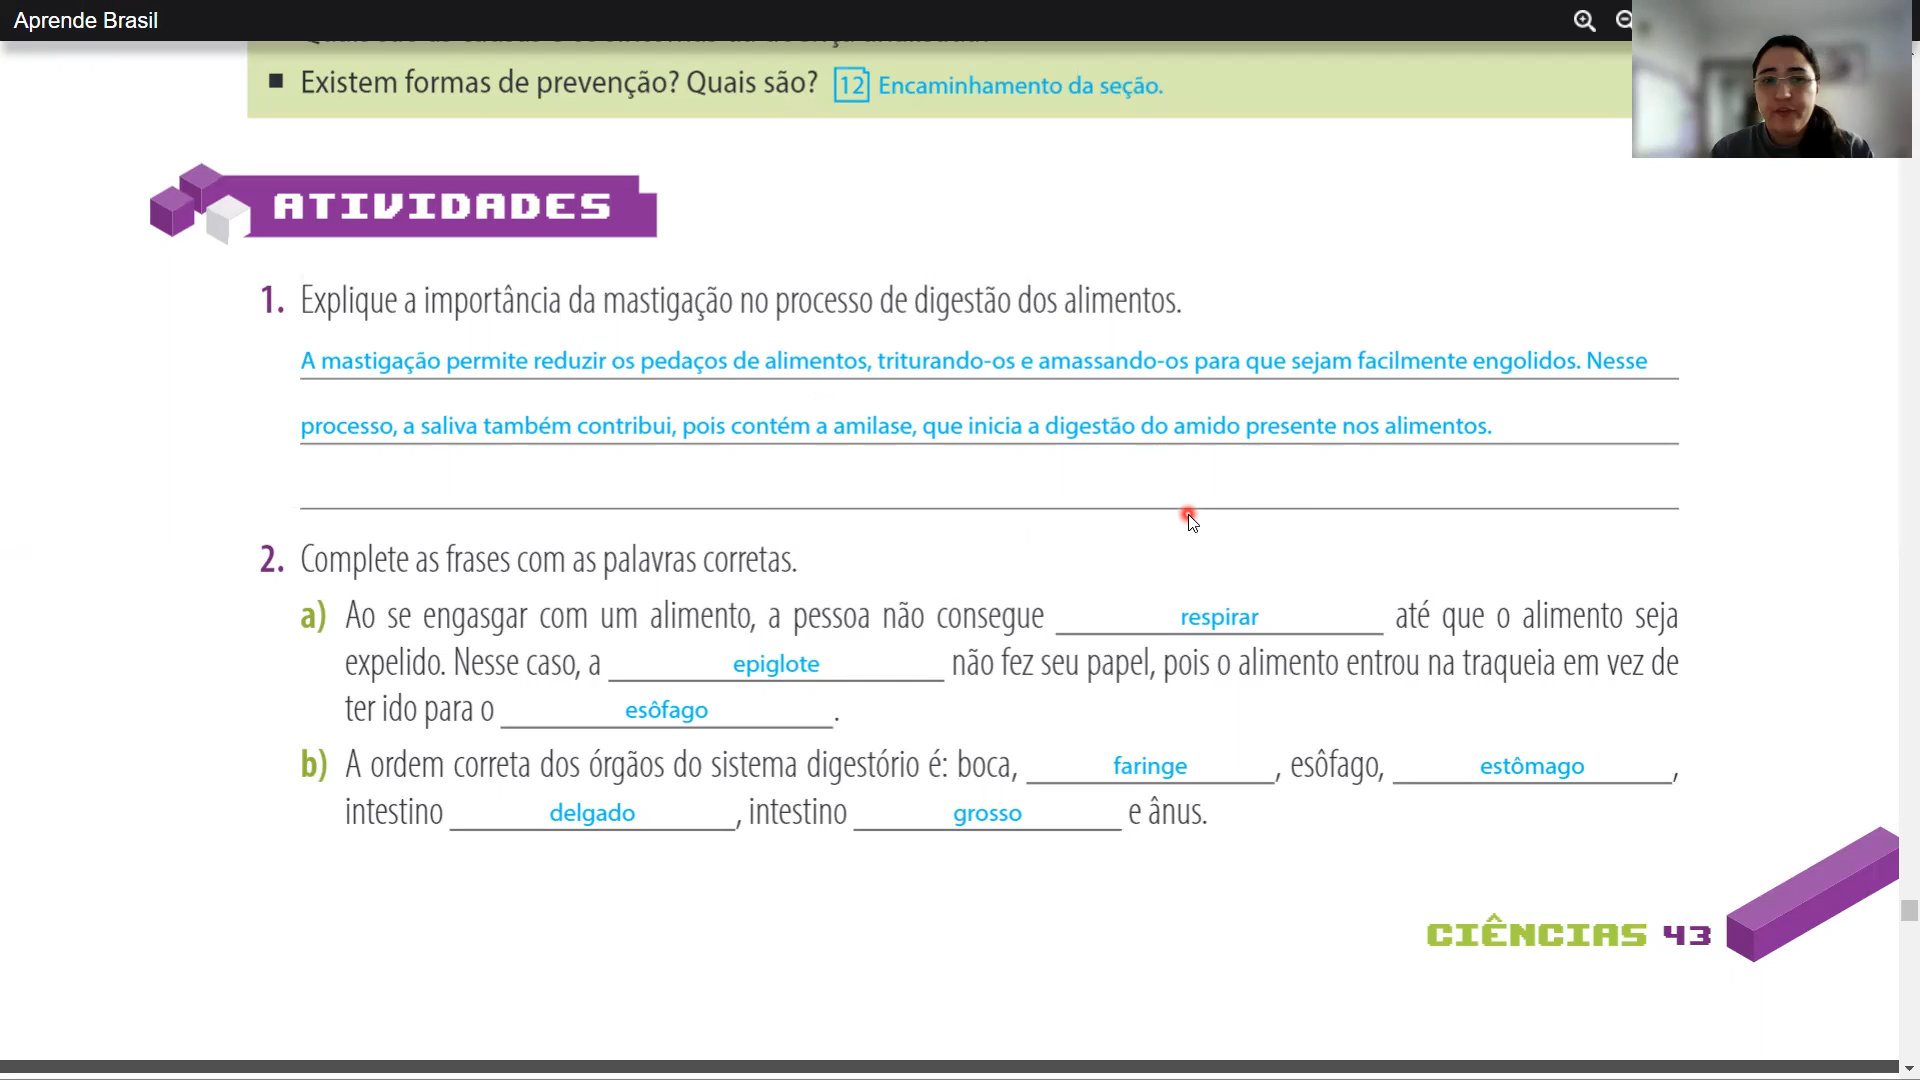 Aprende Brasil
Existem formas de prevenção? Quais são? 12 Encaminhamento da seção.
ATIVIDADES
1. Explique a importância da mastigação no processo de digestão dos alimentos.
A mastigação permite reduzir os pedaços de alimentos, triturando-os e amassando-os para que sejam facilmente engolidos. Nesse
processo, a saliva também contribui, pois contém a amilase, que inicia a digestão do amido presente nos alimentos.
2. Complete as frases com as palavras corretas.
a) Ao se engasgar com um alimento, a pessoa não consegue respirar até que o alimento seja
expelido. Nesse caso, a epiglote não fez seu papel, pois o alimento entrou na traqueia em vez de
ter ido para o esôfago.
b) A ordem correta dos órgãos do sistema digestório é: boca, faringe, esôfago, estômago,
intestino delgado, intestino grosso e ânus.
CIÊNCIAS 43